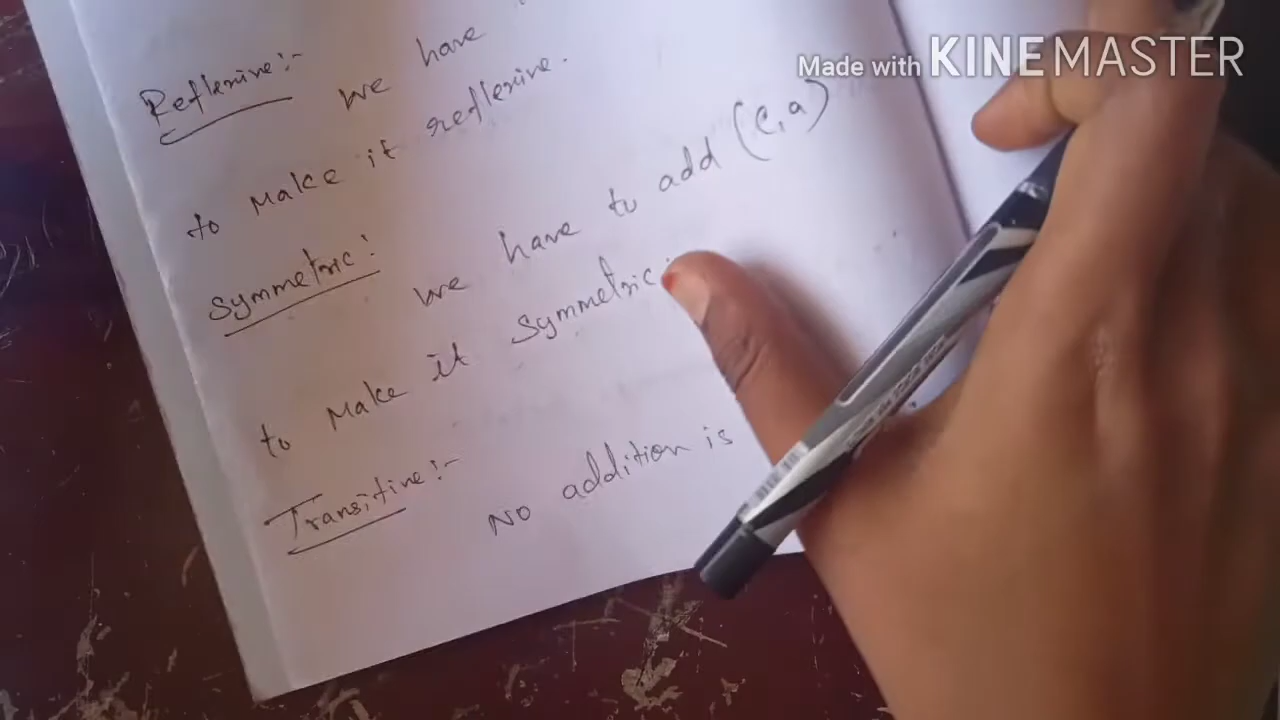 Made with KINEMASTER
Reflexive:- we have
to make it reflexive.
Symmetric: we have to add (c,a)
to make it symmetric
Transitive:- No addition is